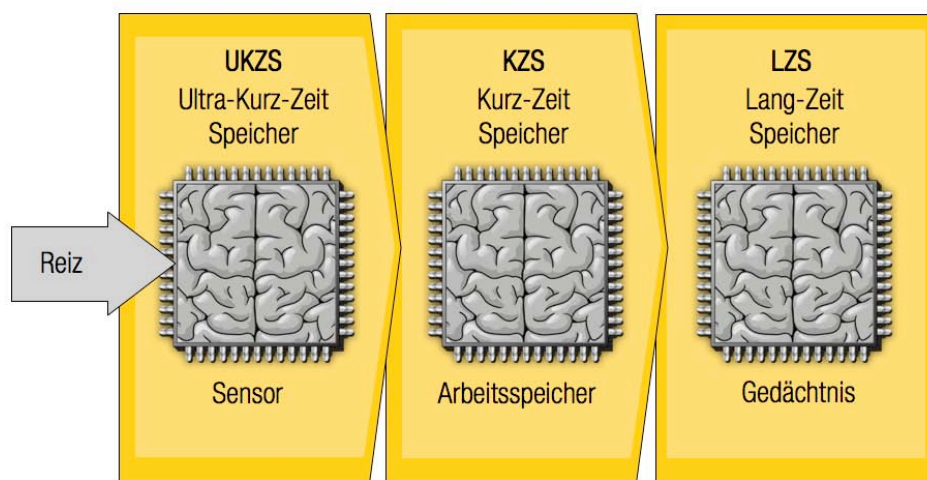 Reiz
UKZS
Ultra-Kurz-Zeit
Speicher
Sensor
KZS
Kurz-Zeit
Speicher
Arbeitsspeicher
LZS
Lang-Zeit
Speicher
Gedächtnis